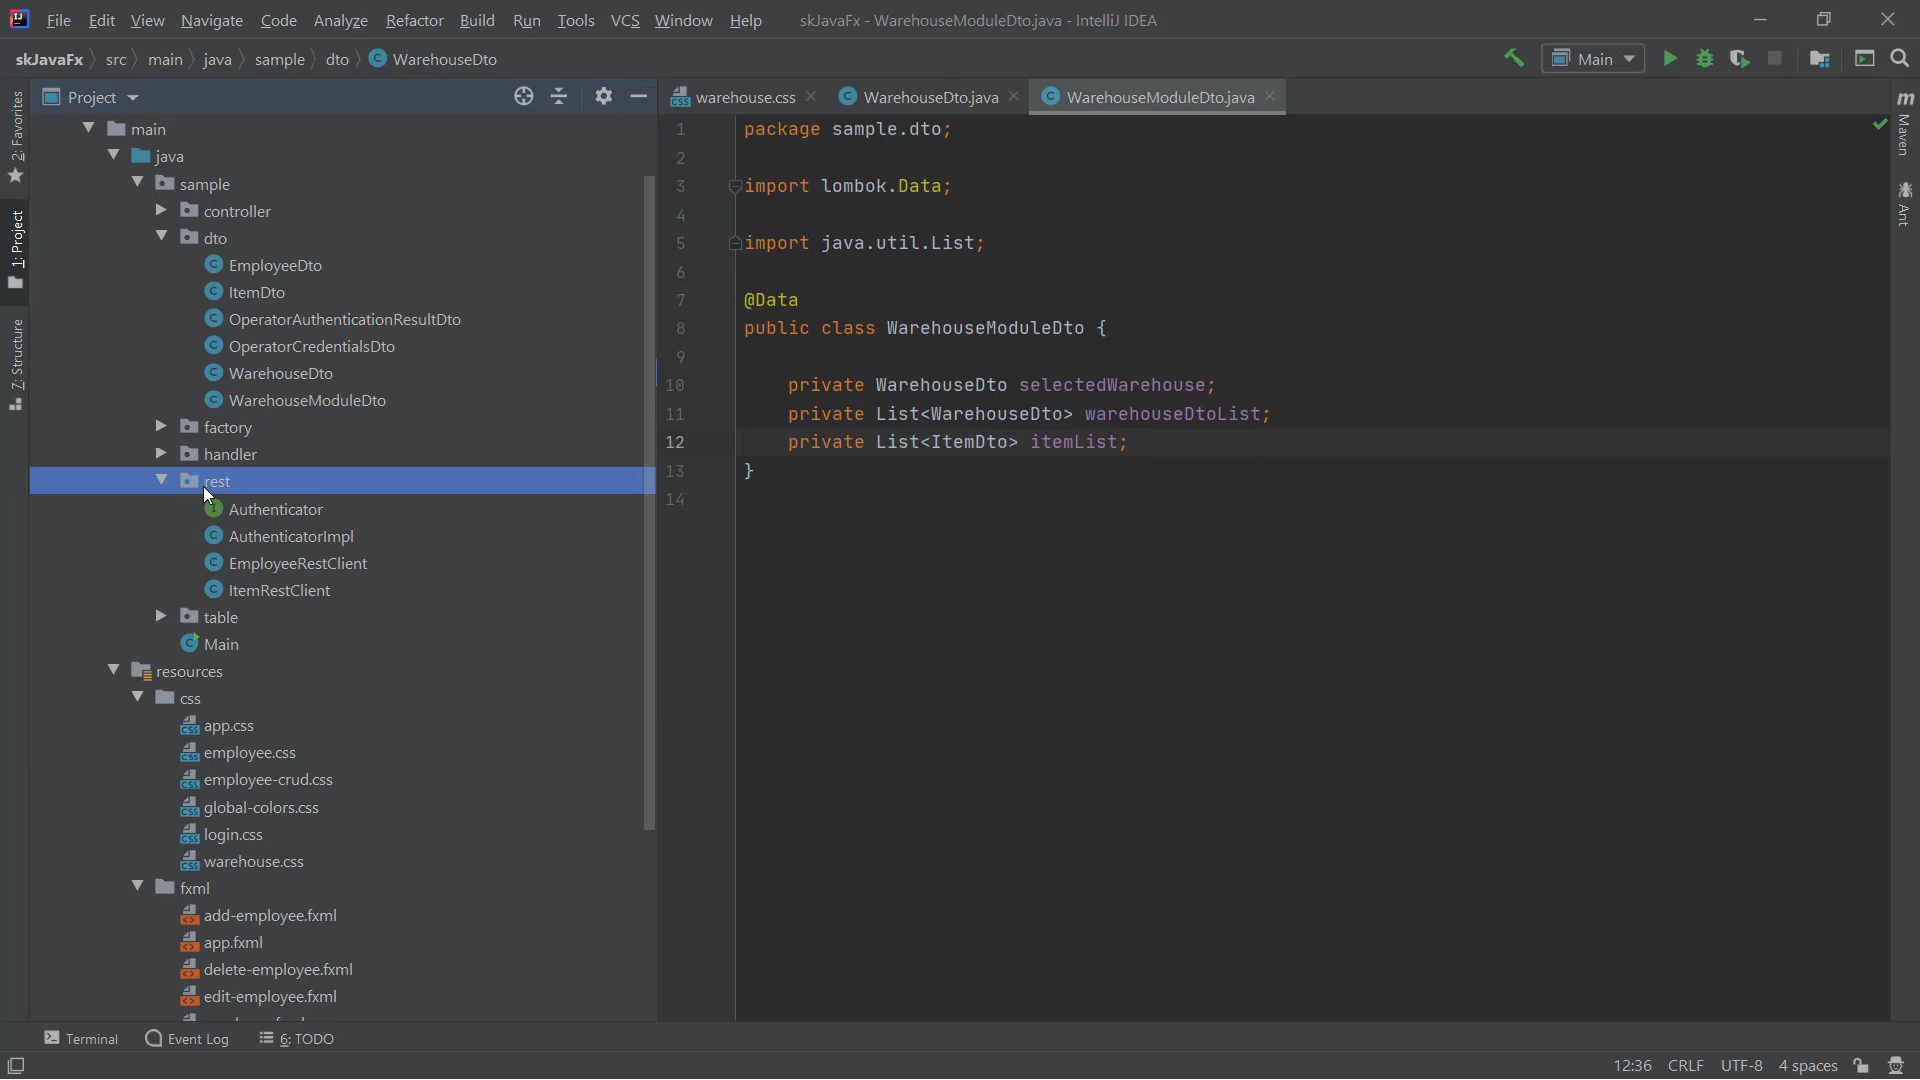 File Edit View Navigate Code Analyze Refactor Build Run Tools VCS Window Help skJavaFx - WarehouseModuleDto.java - IntelliJ IDEA
skJavaFx src main java sample dto WarehouseDto Main
Project
warehouse.css WarehouseDto.java WarehouseModuleDto.java
2: Favorites
1: Project
7: Structure
main
java
sample
controller
dto
EmployeeDto
ItemDto
OperatorAuthenticationResultDto
OperatorCredentialsDto
WarehouseDto
WarehouseModuleDto
factory
handler
rest
Authenticator
AuthenticatorImpl
EmployeeRestClient
ItemRestClient
table
Main
resources
css
app.css
employee.css
employee-crud.css
global-colors.css
login.css
warehouse.css
fxml
add-employee.fxml
app.fxml
delete-employee.fxml
edit-employee.fxml
1 package sample.dto;
2
3 import lombok.Data;
4
5 import java.util.List;
6
7 @Data
8 public class WarehouseModuleDto {
9
10 private WarehouseDto selectedWarehouse;
11 private List<WarehouseDto> warehouseDtoList;
12 private List<ItemDto> itemList;
13 }
14
Maven
Ant
Terminal Event Log 6: TODO
12:36 CRLF UTF-8 4 spaces